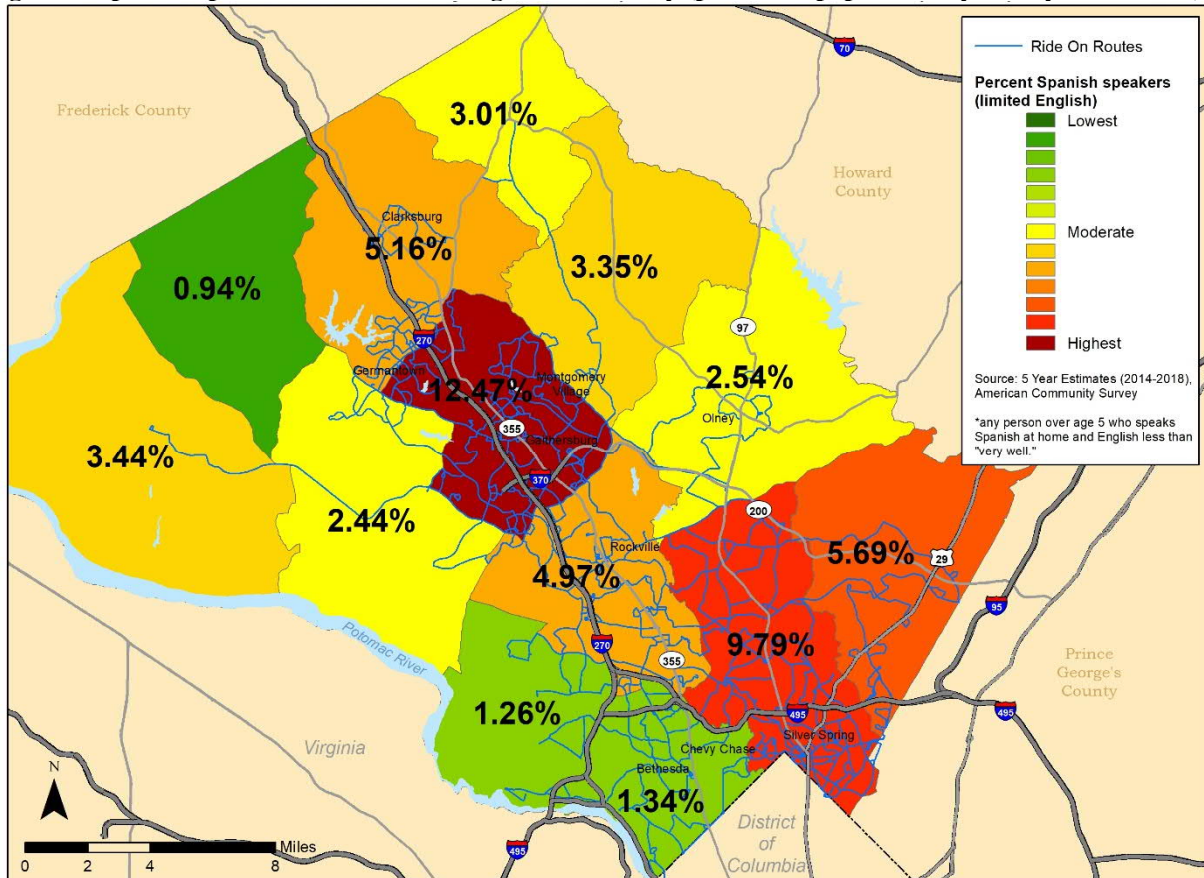 Ride On Routes
Percent Spanish speakers
(limited English)
Lowest
Moderate
Highest
Source: 5 Year Estimates (2014-2018),
American Community Survey
*any person over age 5 who speaks
Spanish at home and English less than
"very well."
70
Frederick County
3.01%
Howard
County
Clarksburg
5.16%
3.35%
0.94%
97
270
Germantown
12.47%
Montgomery
Village
2.54%
Olney
355
Gaithersburg
3.44%
370
2.44%
200
Rockville
5.69%
29
4.97%
95
Potomac River
270
355
9.79%
Prince
George's
County
1.26%
495
495
Virginia
Chevy Chase
Silver Spring
N
Bethesda
1.34%
District
of
Columbia
Miles
0 2 4 8
495